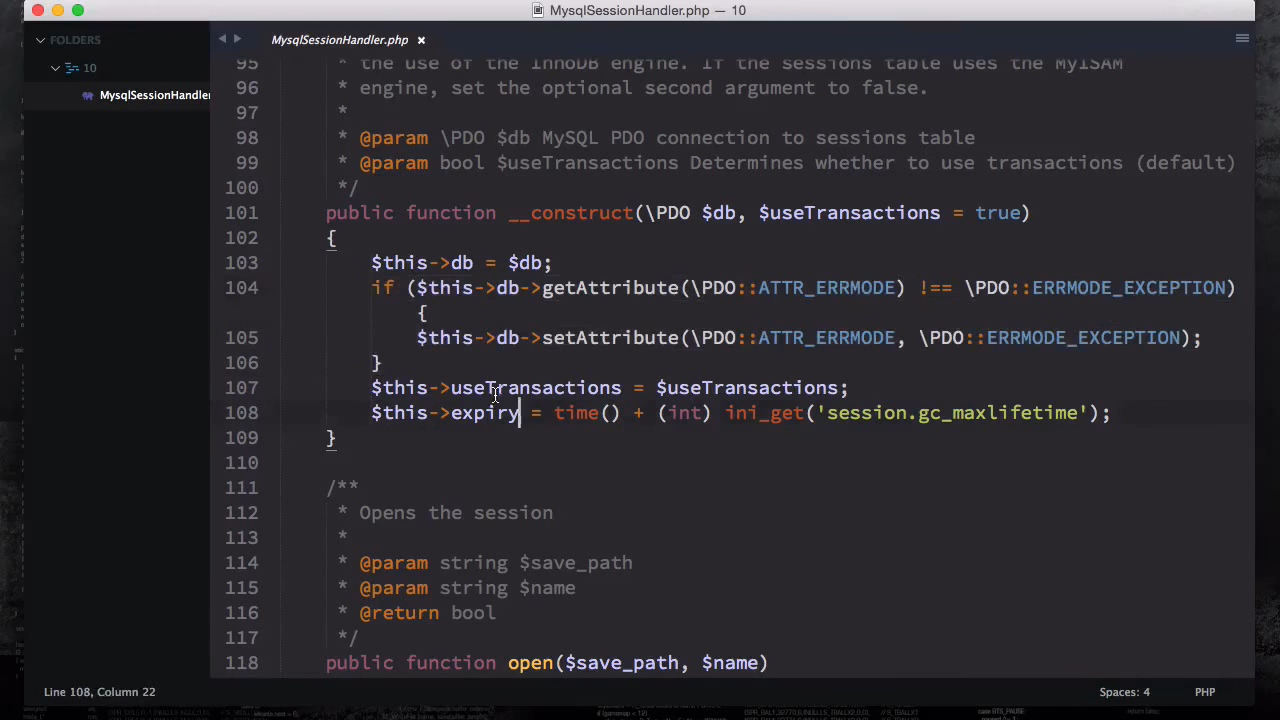 MysqlSessionHandler.php — 10
FOLDERS
10
MysqlSessionHandler
MysqlSessionHandler.php ×
95 * the use of the InnoDB engine. If the sessions table uses the MyISAM
96 * engine, set the optional second argument to false.
97 *
98 * @param \PDO $db MySQL PDO connection to sessions table
99 * @param bool $useTransactions Determines whether to use transactions (default)
100 */
101 public function __construct(\PDO $db, $useTransactions = true)
102 {
103 $this->db = $db;
104 if ($this->db->getAttribute(\PDO::ATTR_ERRMODE) !== \PDO::ERRMODE_EXCEPTION)
{
105 $this->db->setAttribute(\PDO::ATTR_ERRMODE, \PDO::ERRMODE_EXCEPTION);
106 }
107 $this->useTransactions = $useTransactions;
108 $this->expiry = time() + (int) ini_get('session.gc_maxlifetime');
109 }
110
111 /**
112 * Opens the session
113 *
114 * @param string $save_path
115 * @param string $name
116 * @return bool
117 */
118 public function open($save_path, $name)
Line 108, Column 22
Spaces: 4
PHP